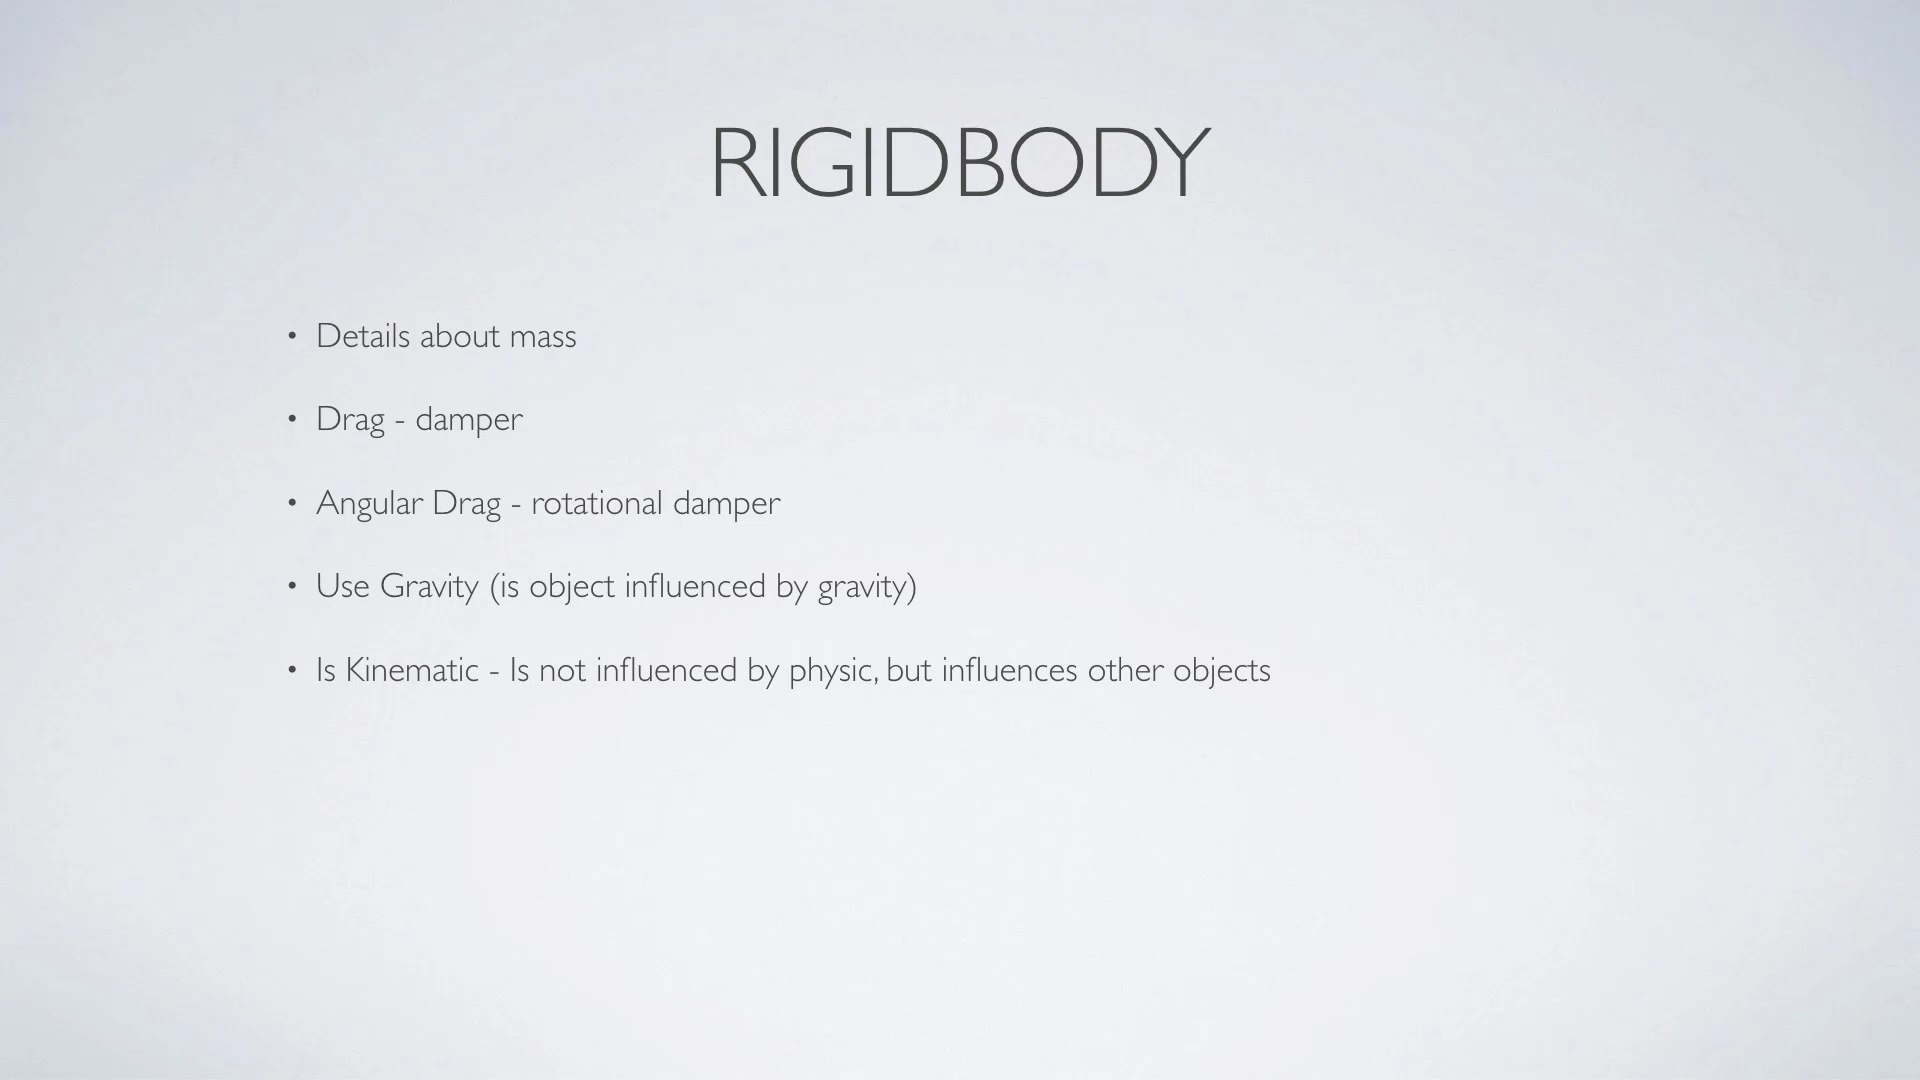 RIGIDBODY
• Details about mass
• Drag - damper
• Angular Drag - rotational damper
• Use Gravity (is object influenced by gravity)
• Is Kinematic - Is not influenced by physic, but influences other objects